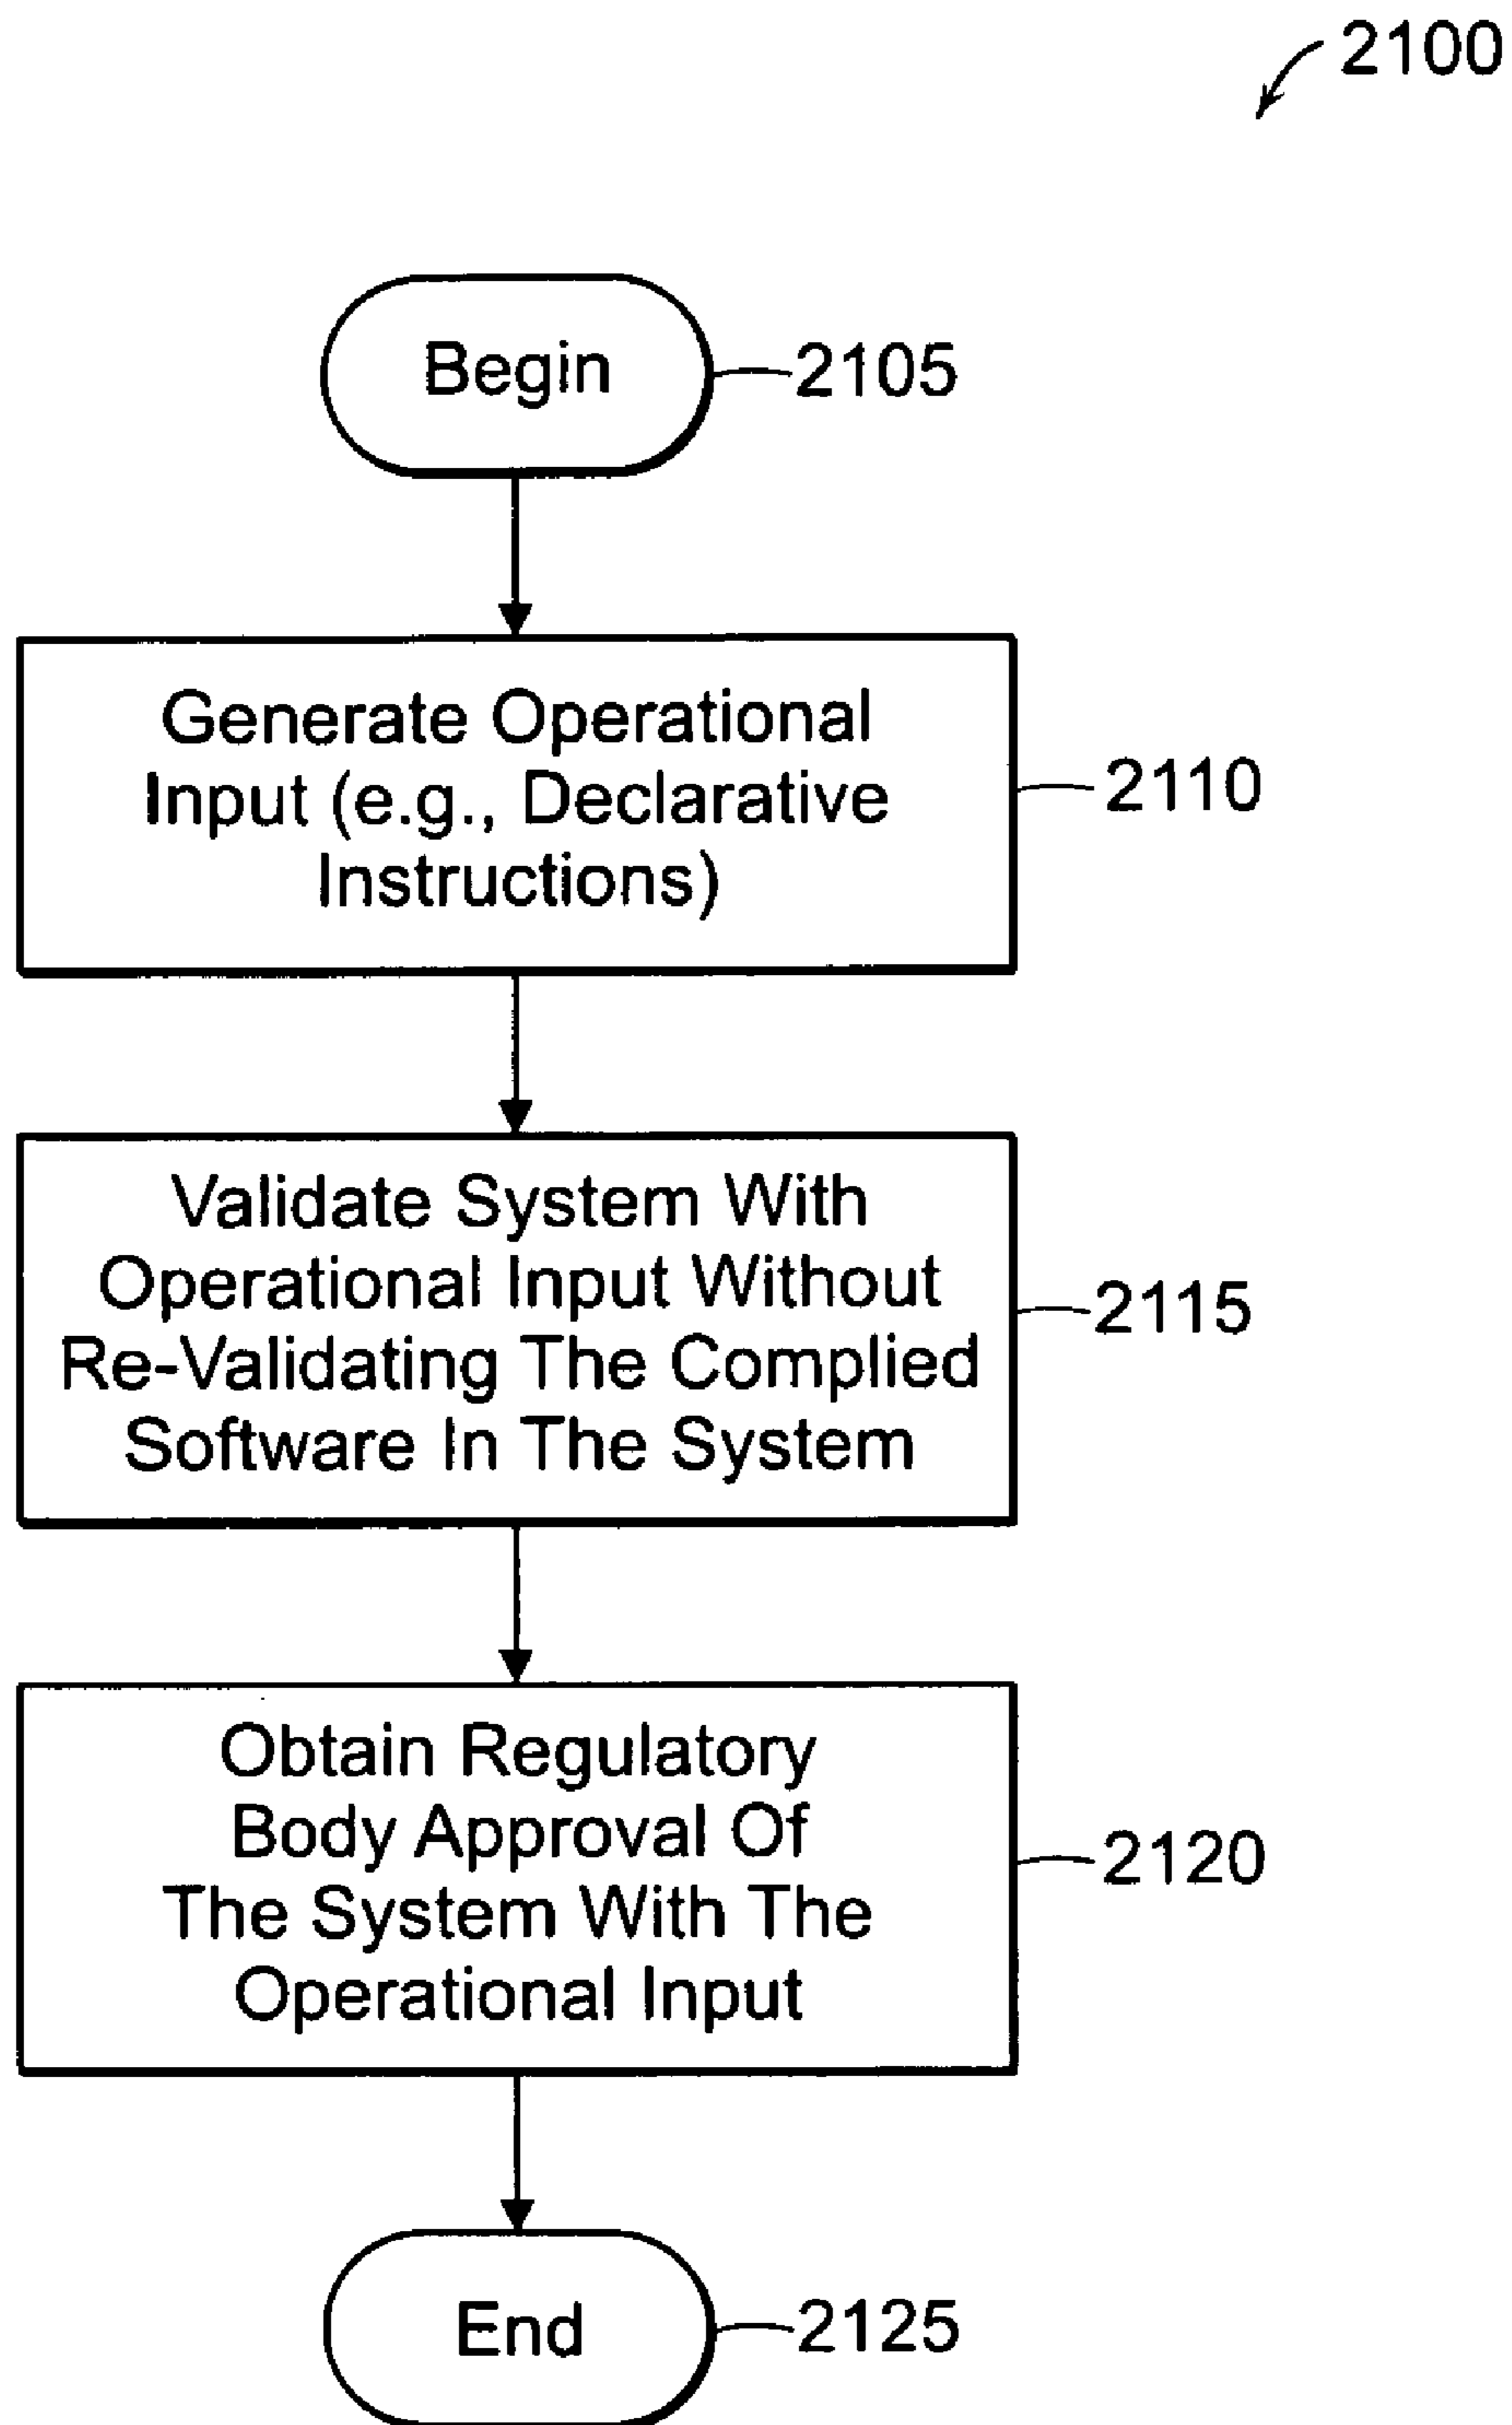 2100
Begin
2105
Generate Operational
Input (e.g., Declarative
Instructions)
2110
Validate System With
Operational Input Without
Re-Validating The Complied
Software In The System
2115
Obtain Regulatory
Body Approval Of
The System With The
Operational Input
2120
End
2125